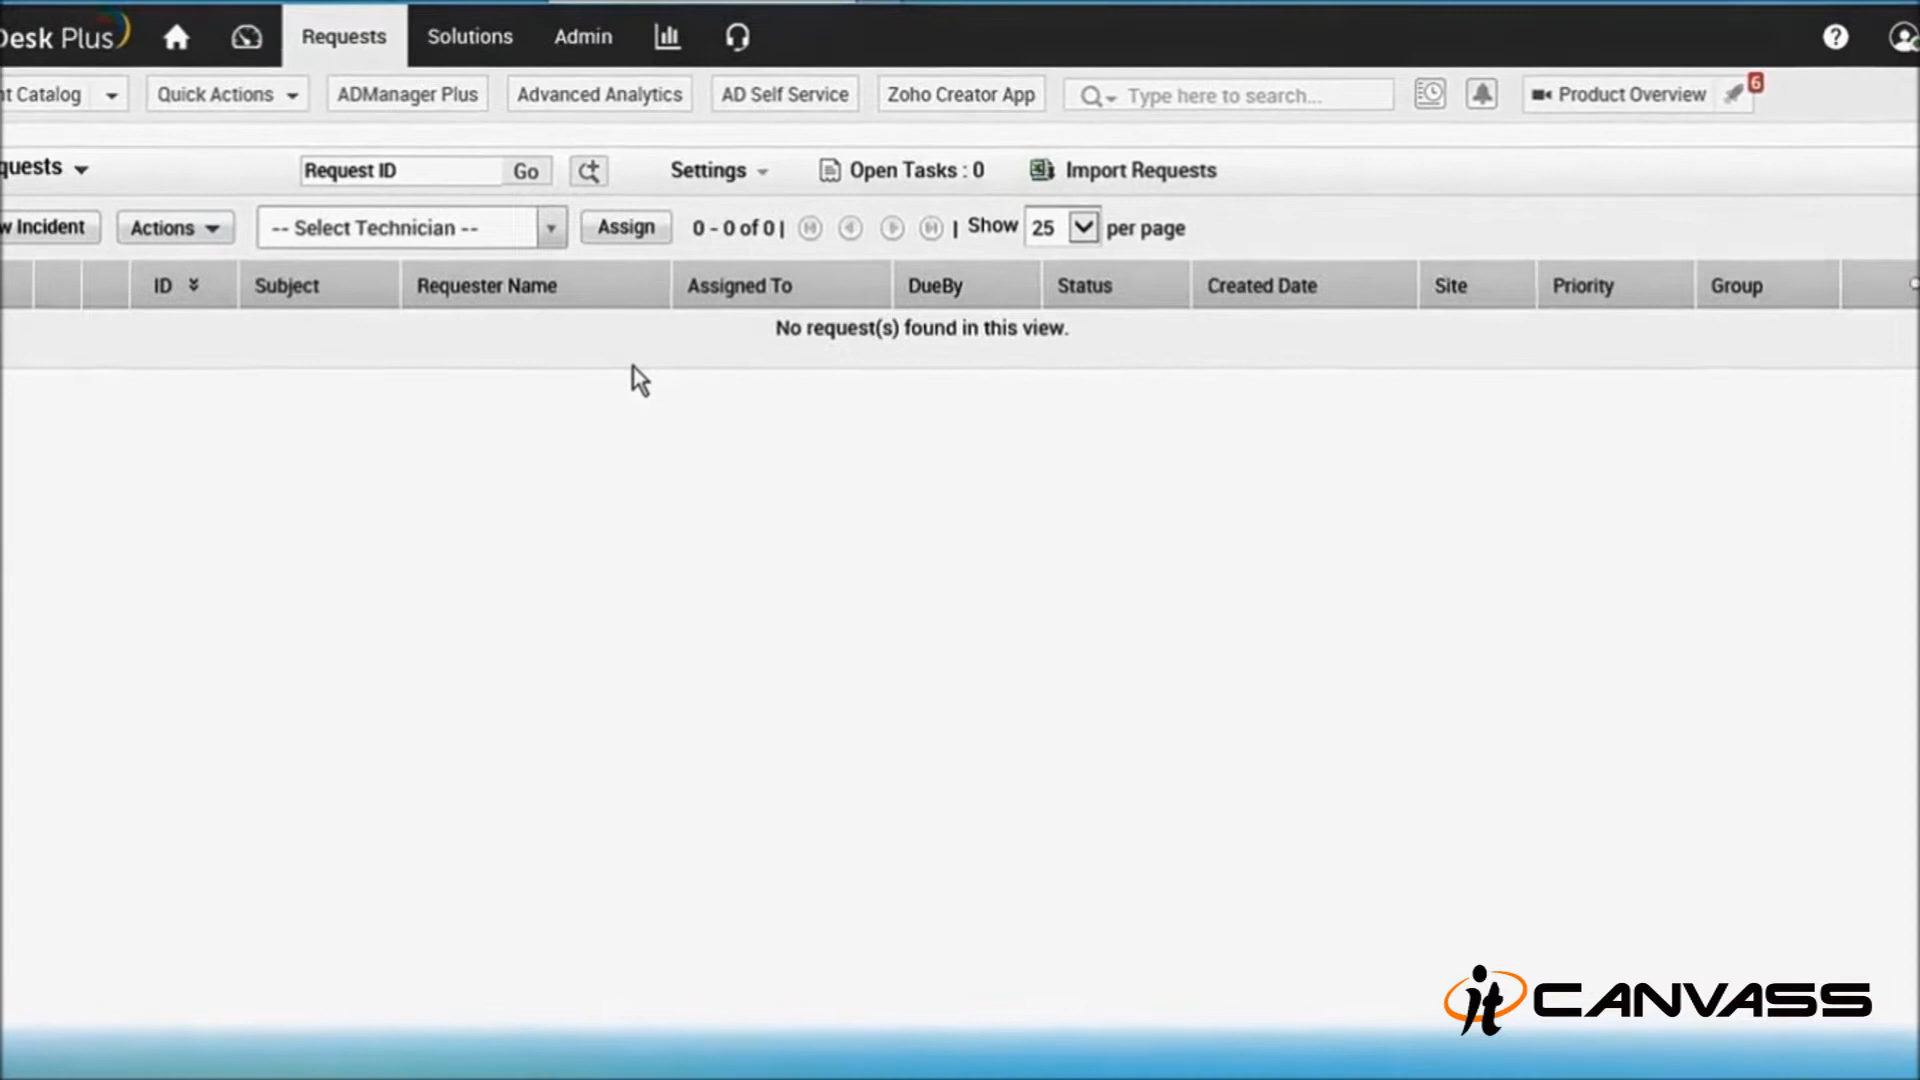 Desk Plus Requests Solutions Admin
nt Catalog Quick Actions ADManager Plus Advanced Analytics AD Self Service Zoho Creator App Type here to search... Product Overview 6
quests Request ID Go Settings Open Tasks : 0 Import Requests
w Incident Actions -- Select Technician -- Assign 0 - 0 of 0 | | Show 25 per page
ID Subject Requester Name Assigned To DueBy Status Created Date Site Priority Group
No request(s) found in this view.
it CANVASS